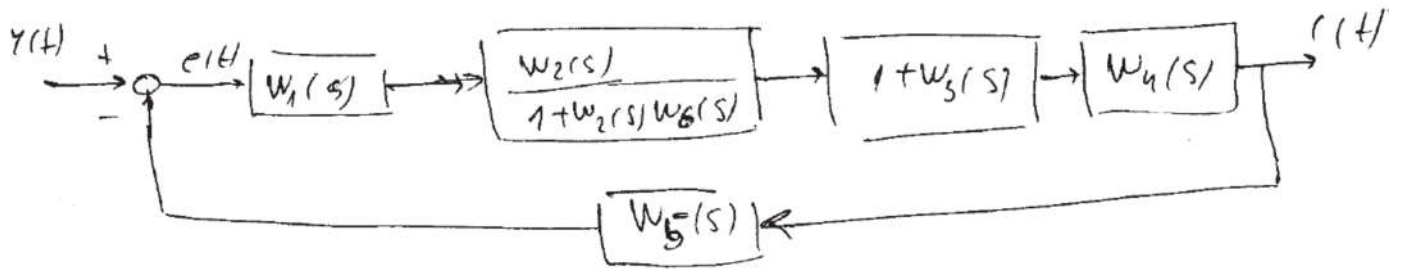 γ(t) + e(t) W₁(s) W₂(s) 1+W₃(s) W₄(s) c(t)
1+W₂(s)W₆(s)
−
W₅(s)